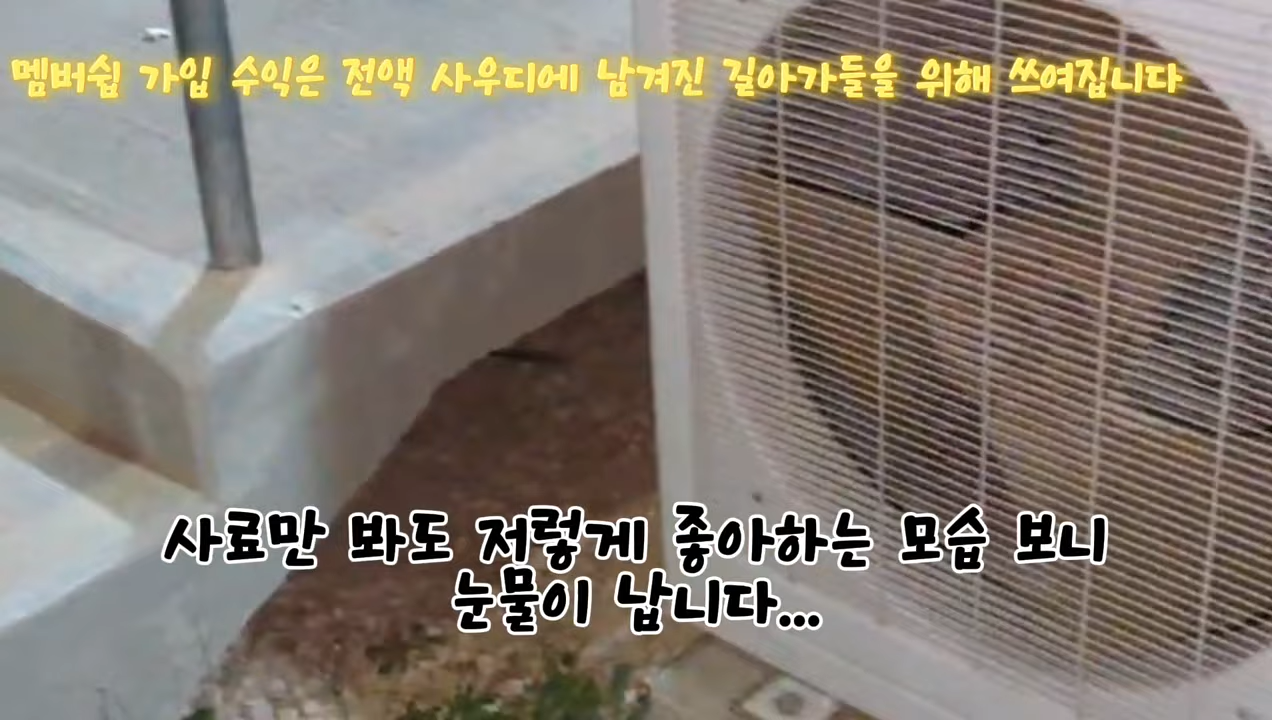 멤버쉽 가입 수익은 전액 사우디에 남겨진 길아가들을 위해 쓰여집니다
사료만 봐도 저렇게 좋아하는 모습 보니
눈물이 납니다...